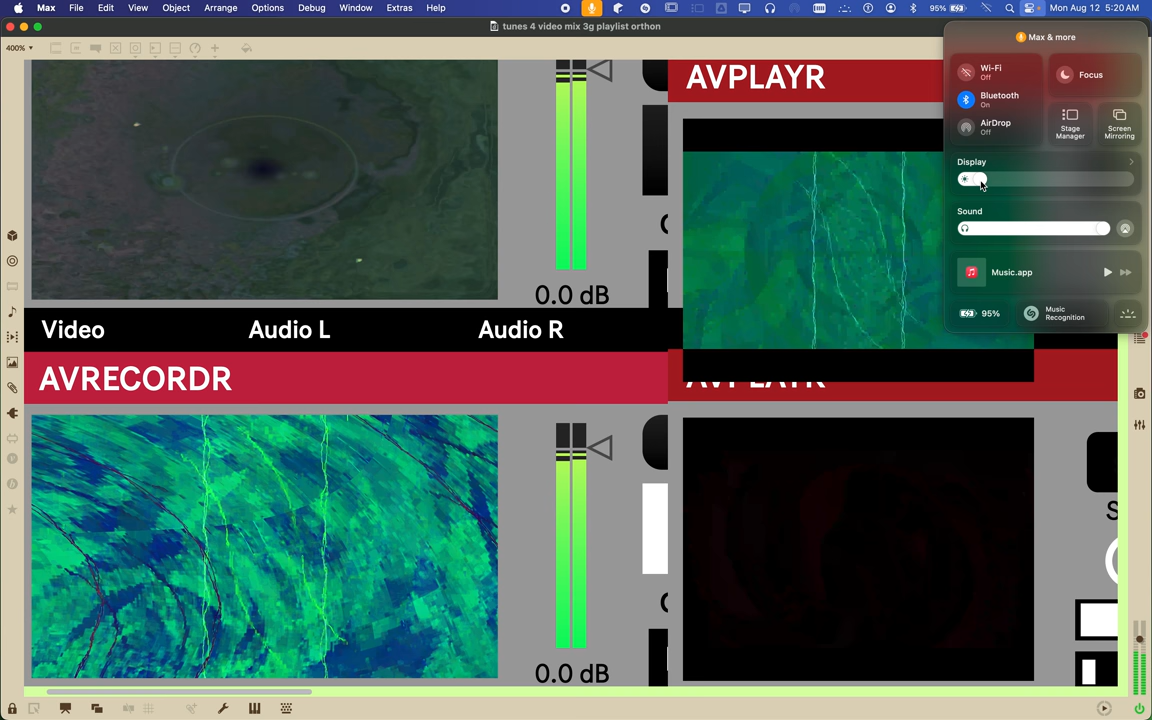 Max File Edit View Object Arrange Options Debug Window Extras Help 95% Mon Aug 12 5:20 AM
tunes 4 video mix 3g playlist orthon
400%
Max & more
Wi-Fi
Off
Bluetooth
On
AirDrop
Off
Focus
Stage
Manager
Screen
Mirroring
Display
Sound
Music.app
95%
Music
Recognition
AVPLAYR
0.0 dB
Video Audio L Audio R
AVRECORDR
AVPLAYR
0.0 dB